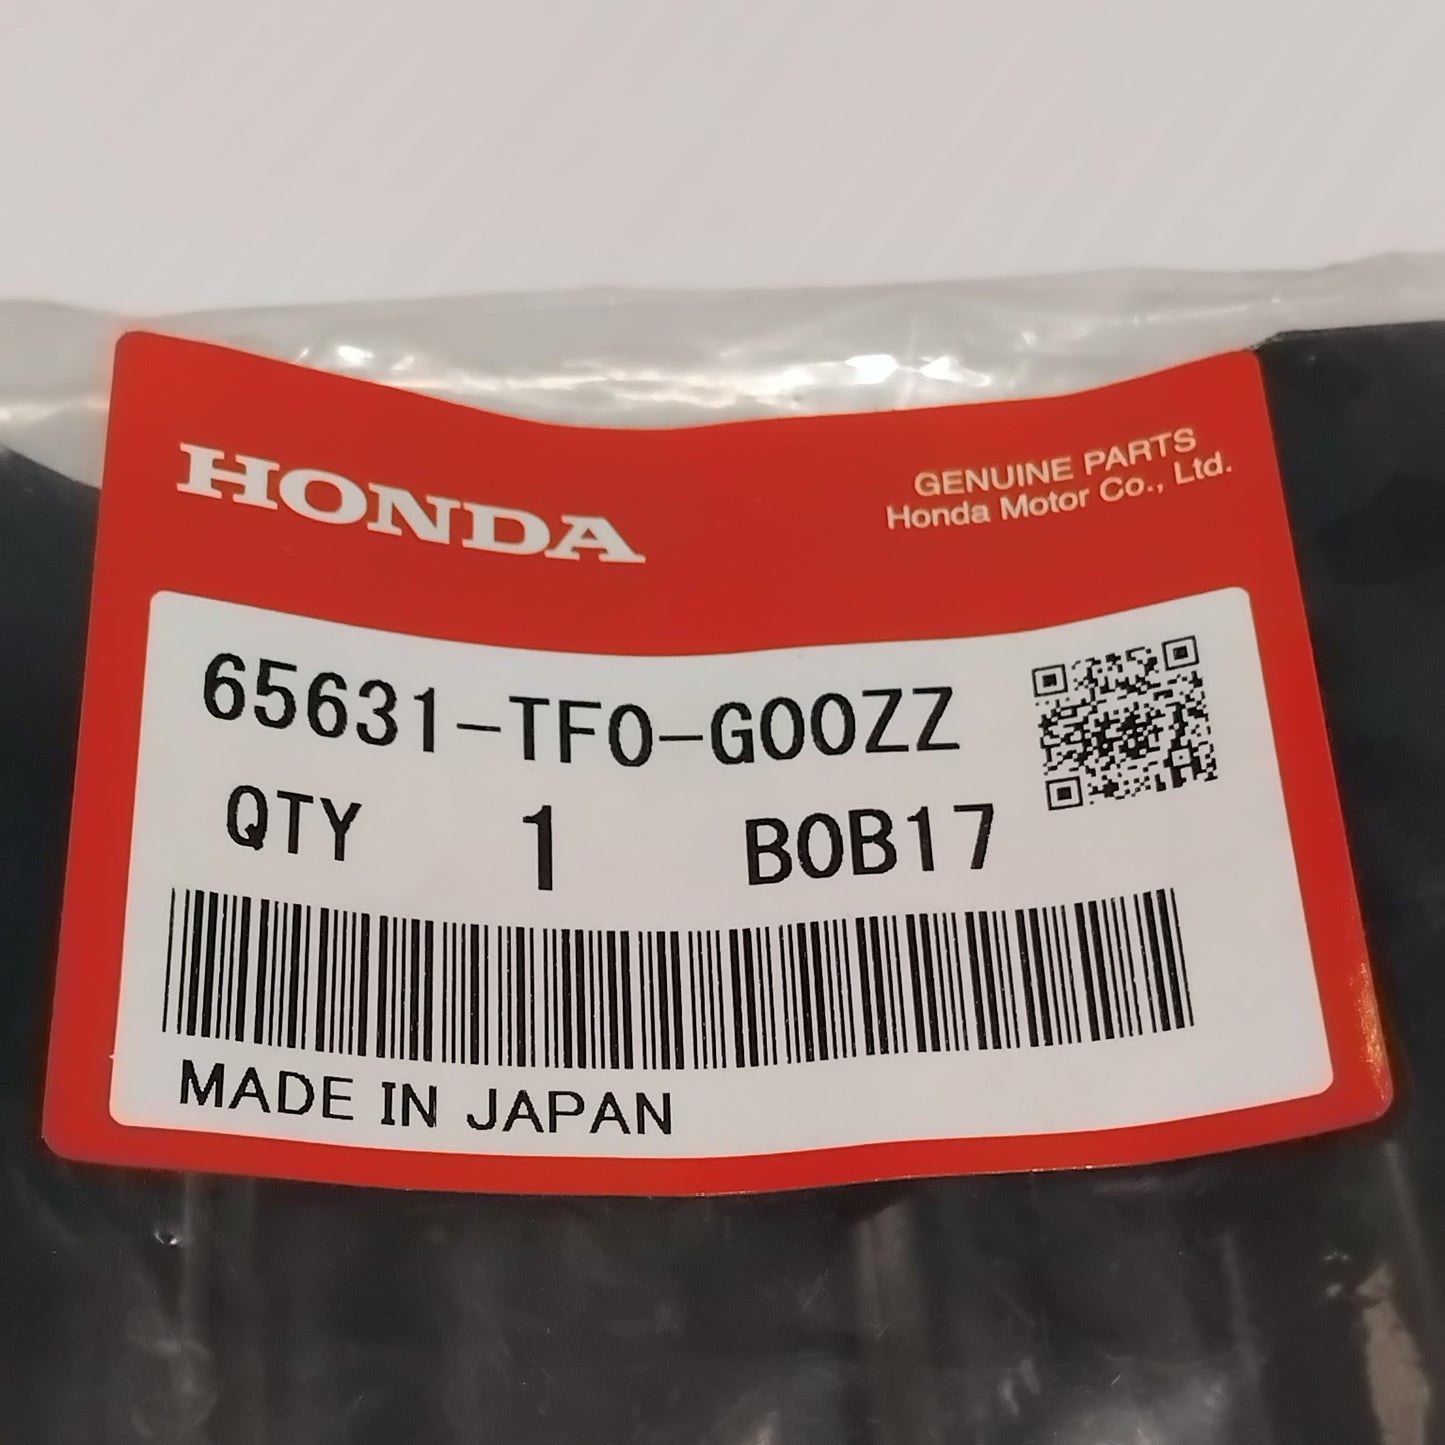 HONDA
GENUINE PARTS
Honda Motor Co., Ltd.
65631-TF0-G00ZZ
QTY 1 B0B17
MADE IN JAPAN